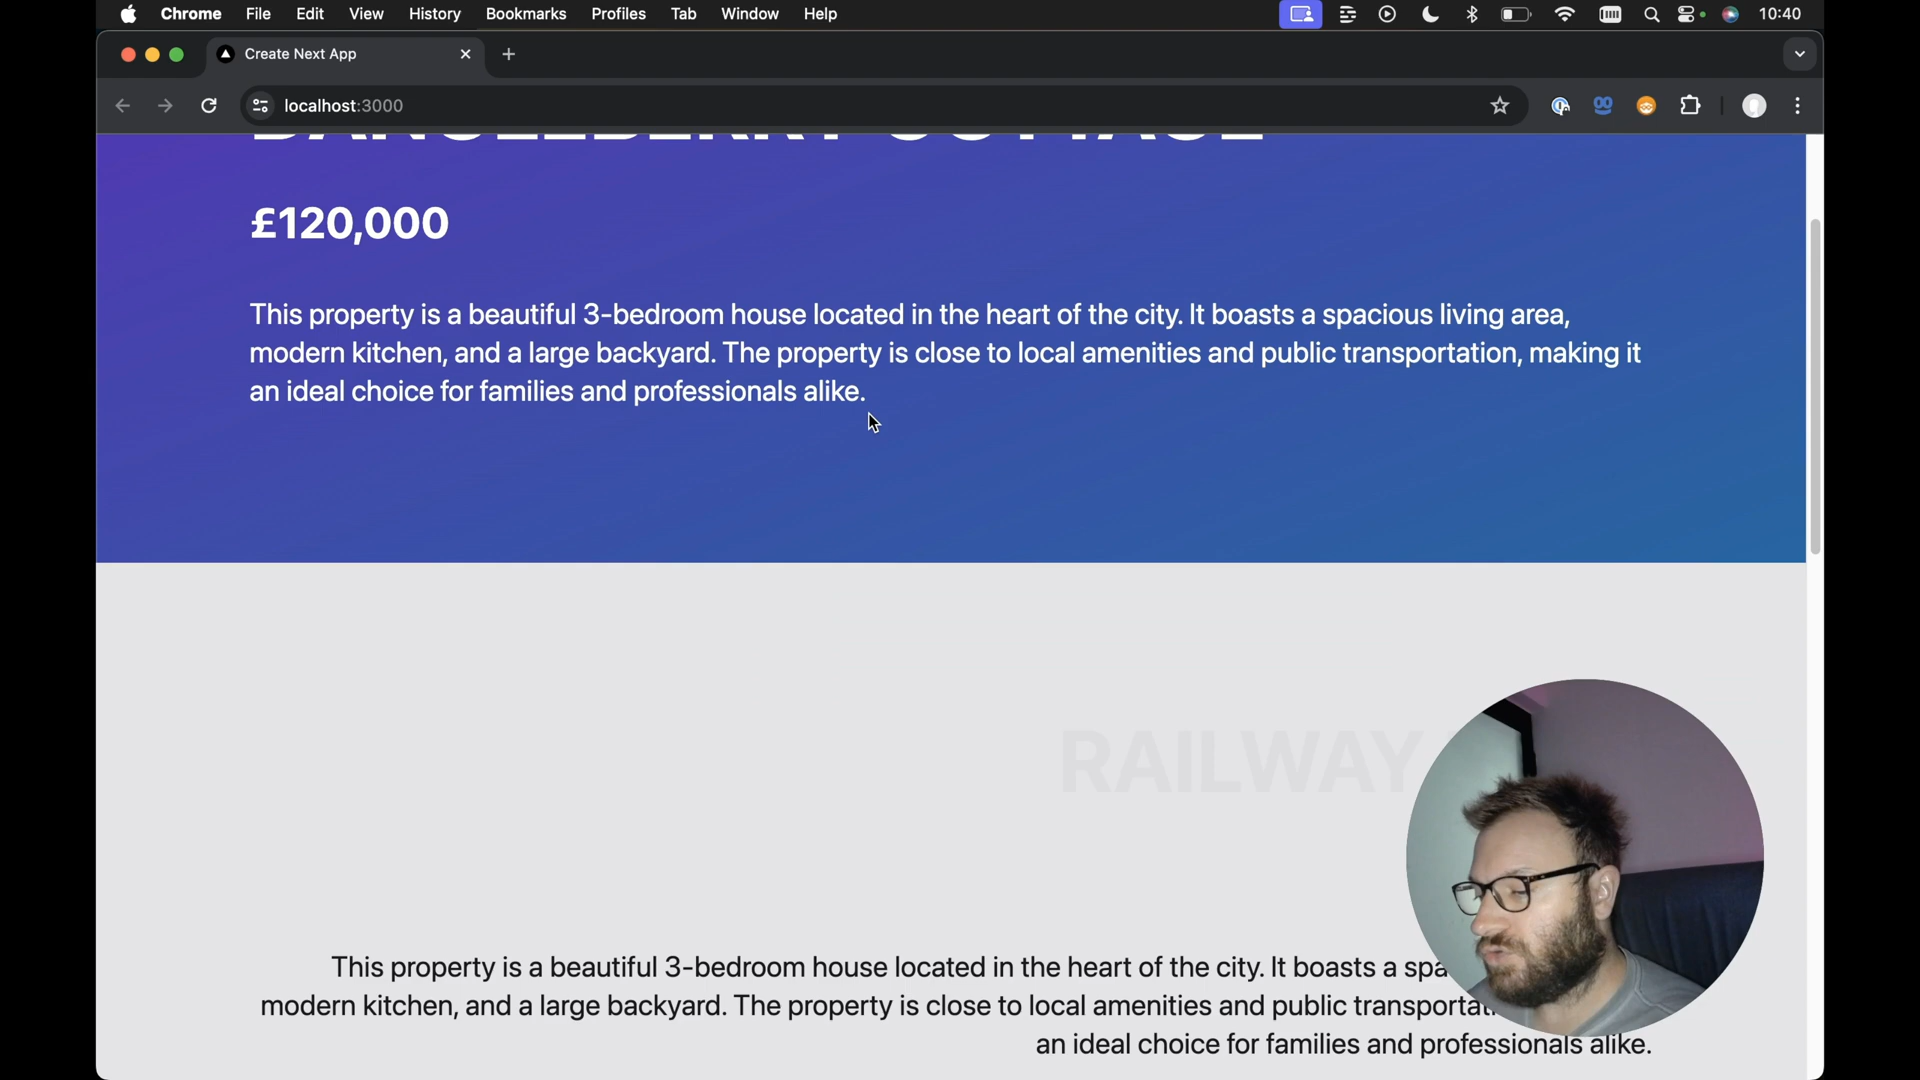 Chrome File Edit View History Bookmarks Profiles Tab Window Help 10:40
Create Next App
localhost:3000
£120,000
This property is a beautiful 3-bedroom house located in the heart of the city. It boasts a spacious living area,
modern kitchen, and a large backyard. The property is close to local amenities and public transportation, making it
an ideal choice for families and professionals alike.
RAILWAY
This property is a beautiful 3-bedroom house located in the heart of the city. It boasts a
modern kitchen, and a large backyard. The property is close to local amenities and public
an ideal choice for families and professionals alike.